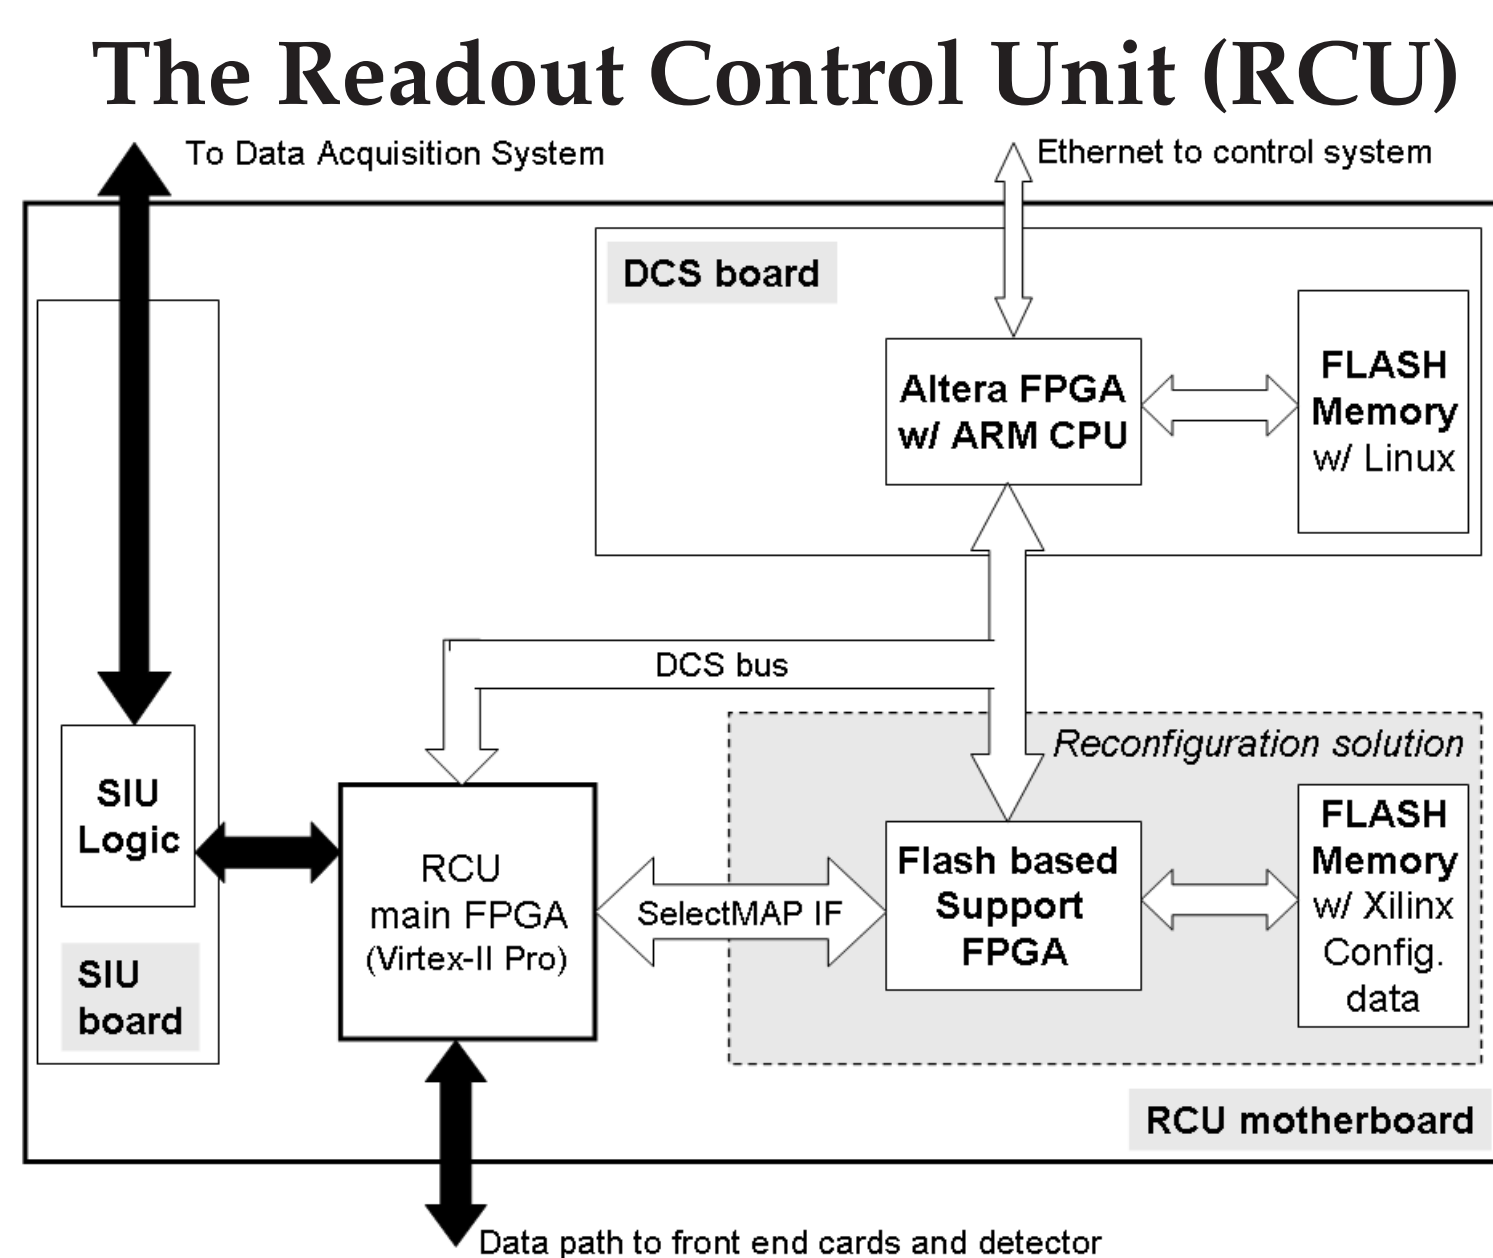 The Readout Control Unit (RCU)
To Data Acquisition System
Ethernet to control system
DCS board
Altera FPGA
w/ ARM CPU
FLASH
Memory
w/ Linux
DCS bus
Reconfiguration solution
SIU
Logic
RCU
main FPGA
(Virtex-II Pro)
SelectMAP IF
Flash based
Support
FPGA
FLASH
Memory
w/ Xilinx
Config.
data
SIU
board
RCU motherboard
Data path to front end cards and detector